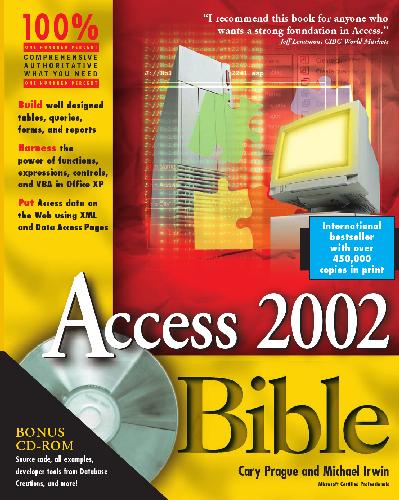 100%
ONE HUNDRED PERCENT
COMPREHENSIVE
AUTHORITATIVE
WHAT YOU NEED
ONE HUNDRED PERCENT
"I recommend this book for anyone who
wants a strong foundation in Access."
CIBC World Markets
Build well designed
tables, queries,
forms, and reports
Harness the
power of functions,
expressions, controls,
and VBA in Office XP
Put Access data on
the Web using XML
and Data Access Pages
International
bestseller
with over
450,000
copies in print
Access 2002
Bible
BONUS
CD-ROM
Source code, all examples,
developer tools from Database
Creations, and more!
Cary Prague and Michael Irwin
Microsoft Certified Professionals